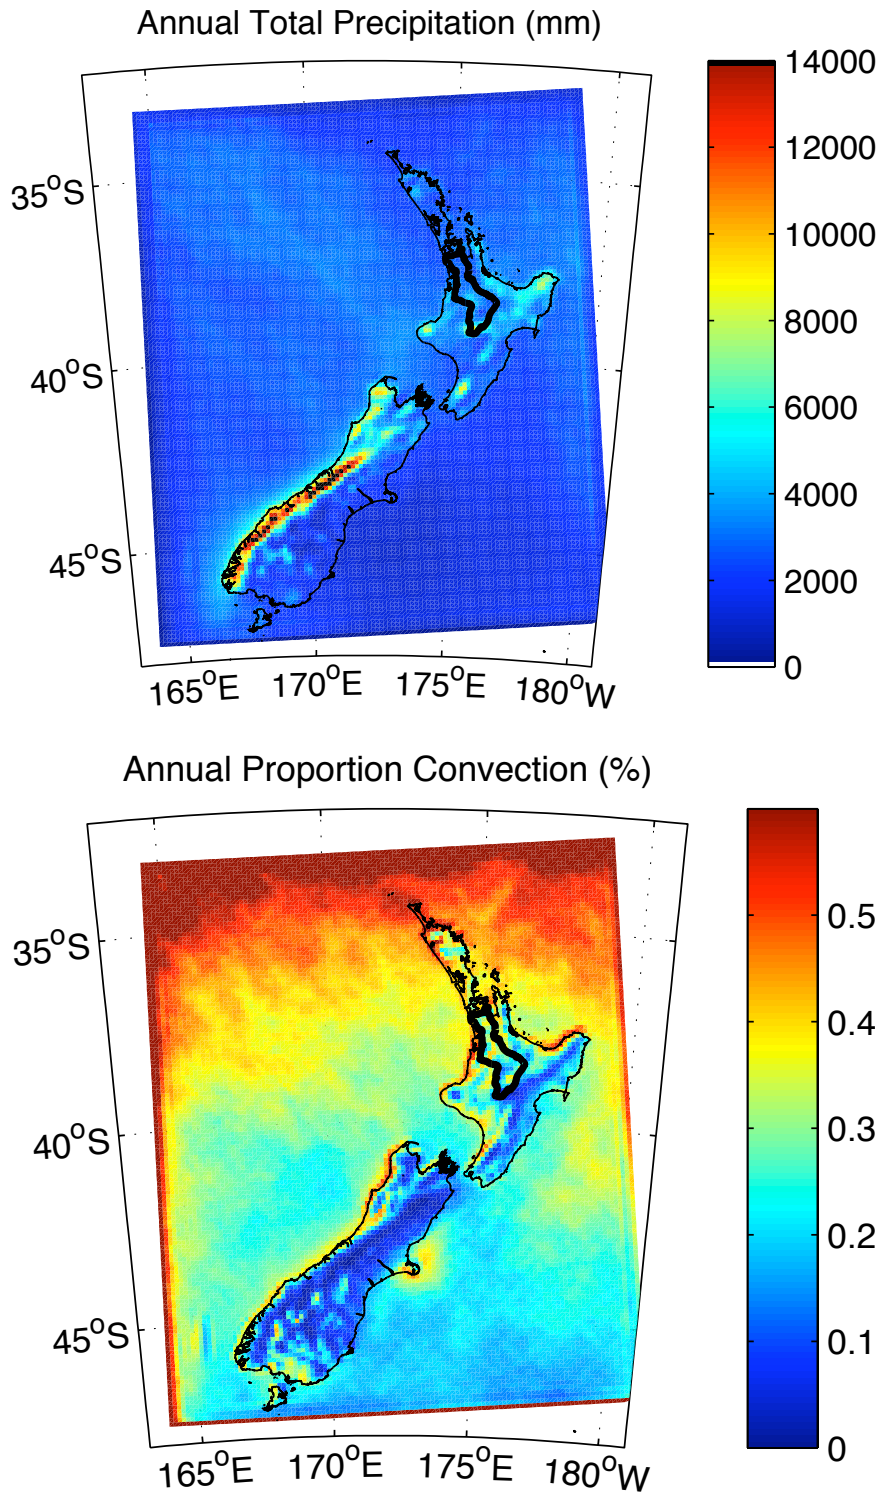 Annual Total Precipitation (mm)
14000
12000
10000
8000
6000
4000
2000
0
35°S
40°S
45°S
165°E 170°E 175°E 180°W
Annual Proportion Convection (%)
0.5
0.4
0.3
0.2
0.1
0
35°S
40°S
45°S
165°E 170°E 175°E 180°W